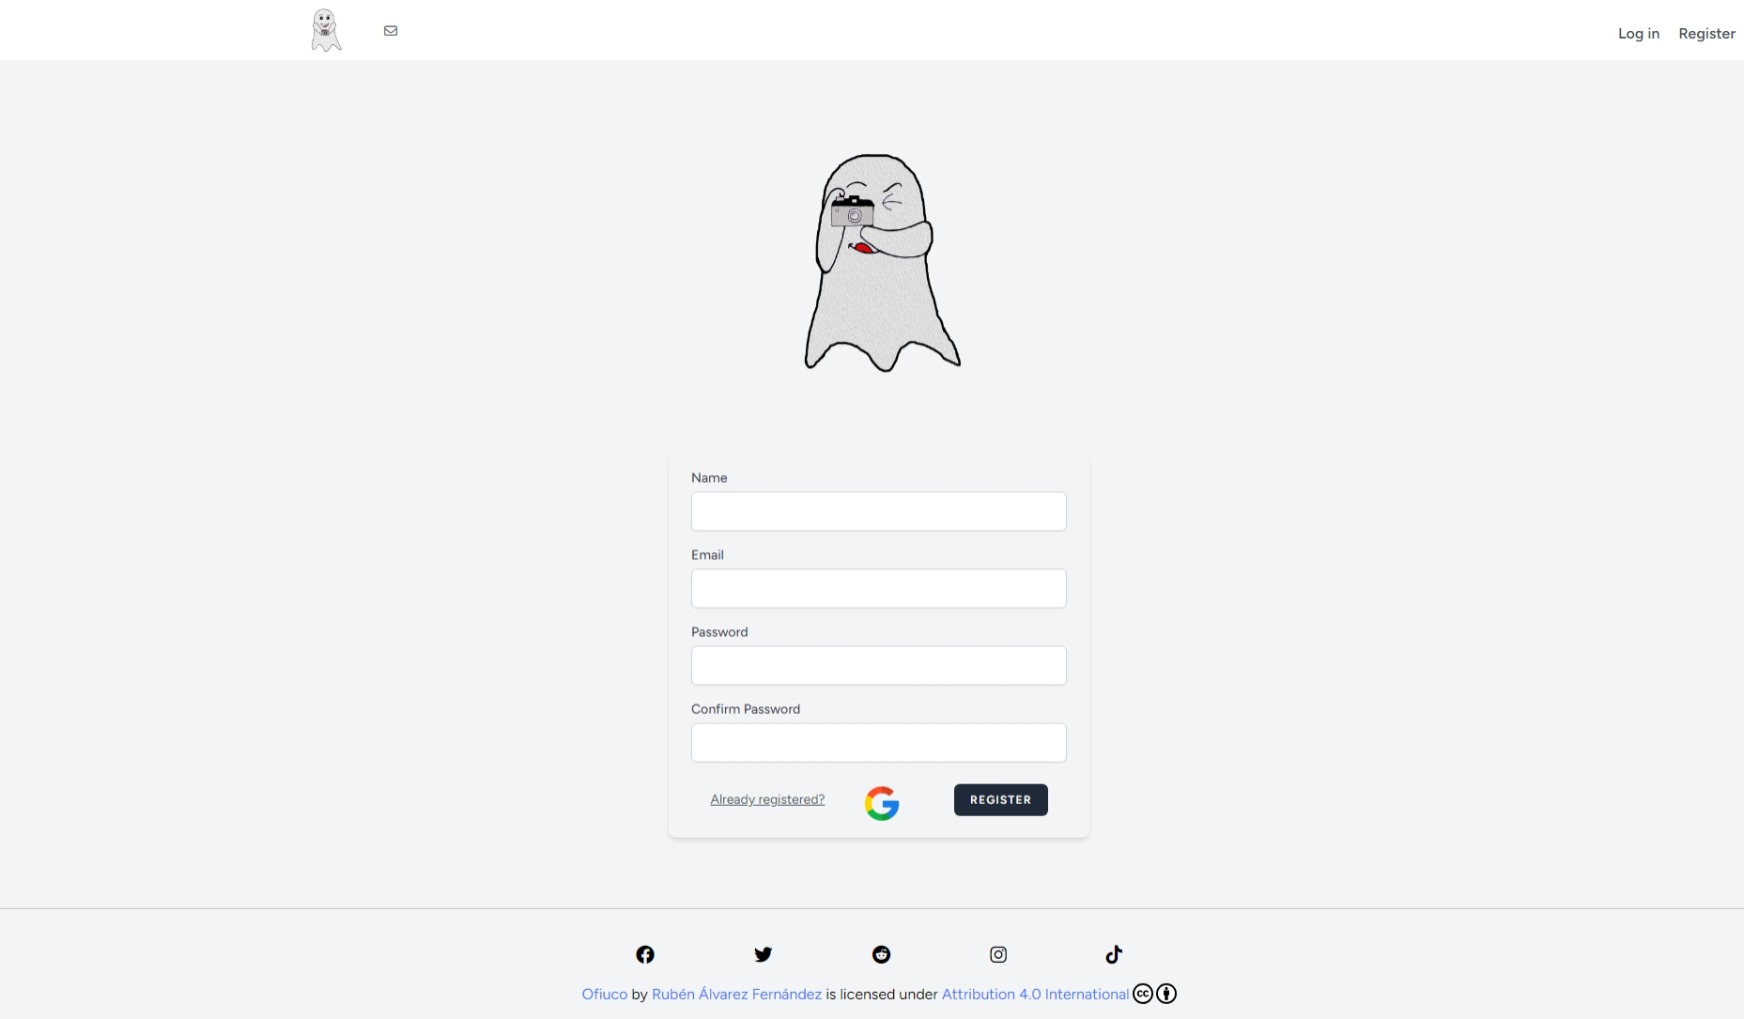 Log in Register
Name
Email
Password
Confirm Password
Already registered? REGISTER
Ofiuco by Rubén Álvarez Fernández is licensed under Attribution 4.0 International